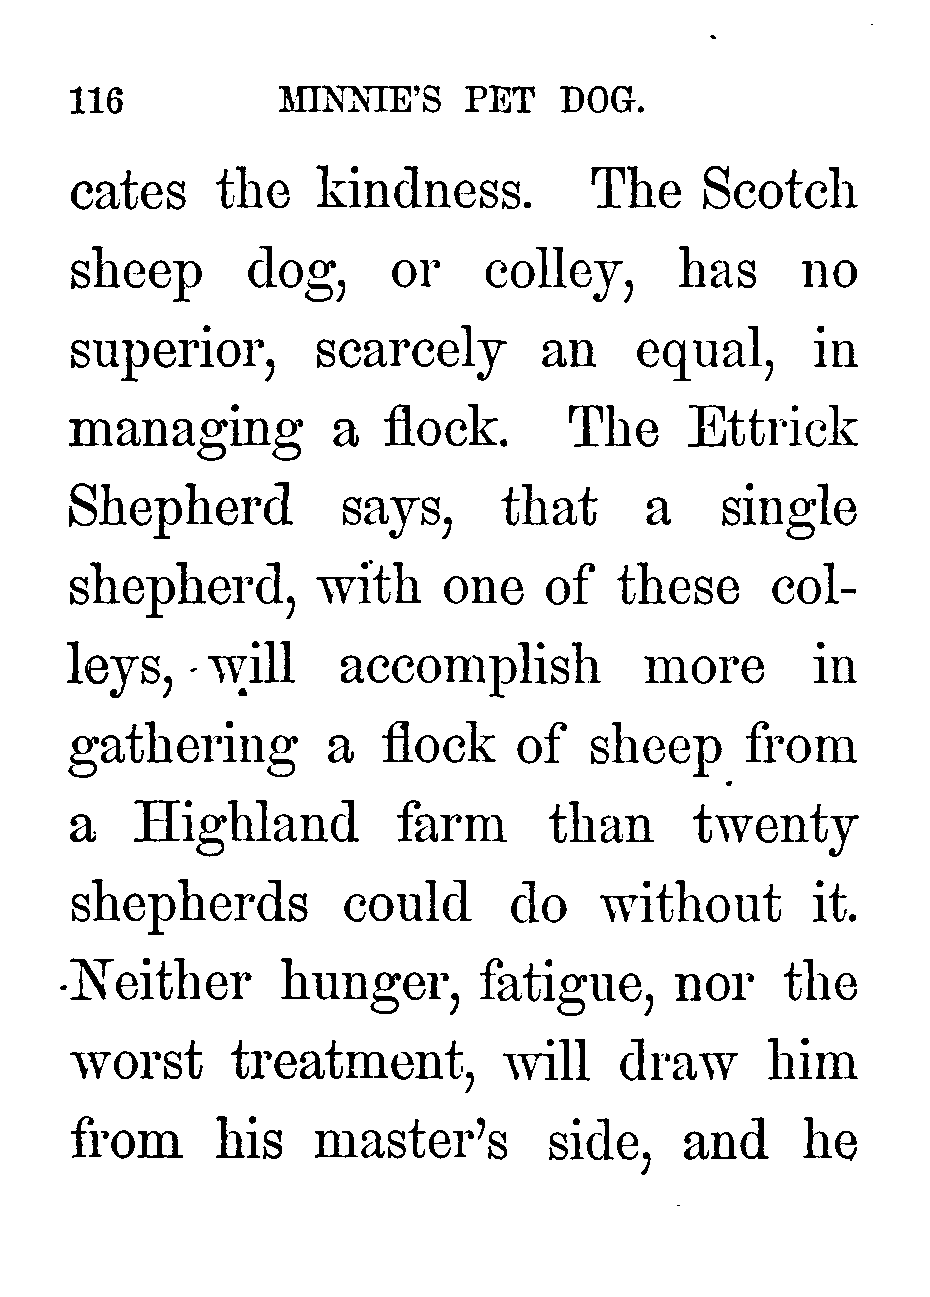 116 MINNIE'S PET DOG.
cates the kindness. The Scotch
sheep dog, or colley, has no
superior, scarcely an equal, in
managing a flock. The Ettrick
Shepherd says, that a single
shepherd, with one of these col-
leys, will accomplish more in
gathering a flock of sheep from
a Highland farm than twenty
shepherds could do without it.
Neither hunger, fatigue, nor the
worst treatment, will draw him
from his master's side, and he